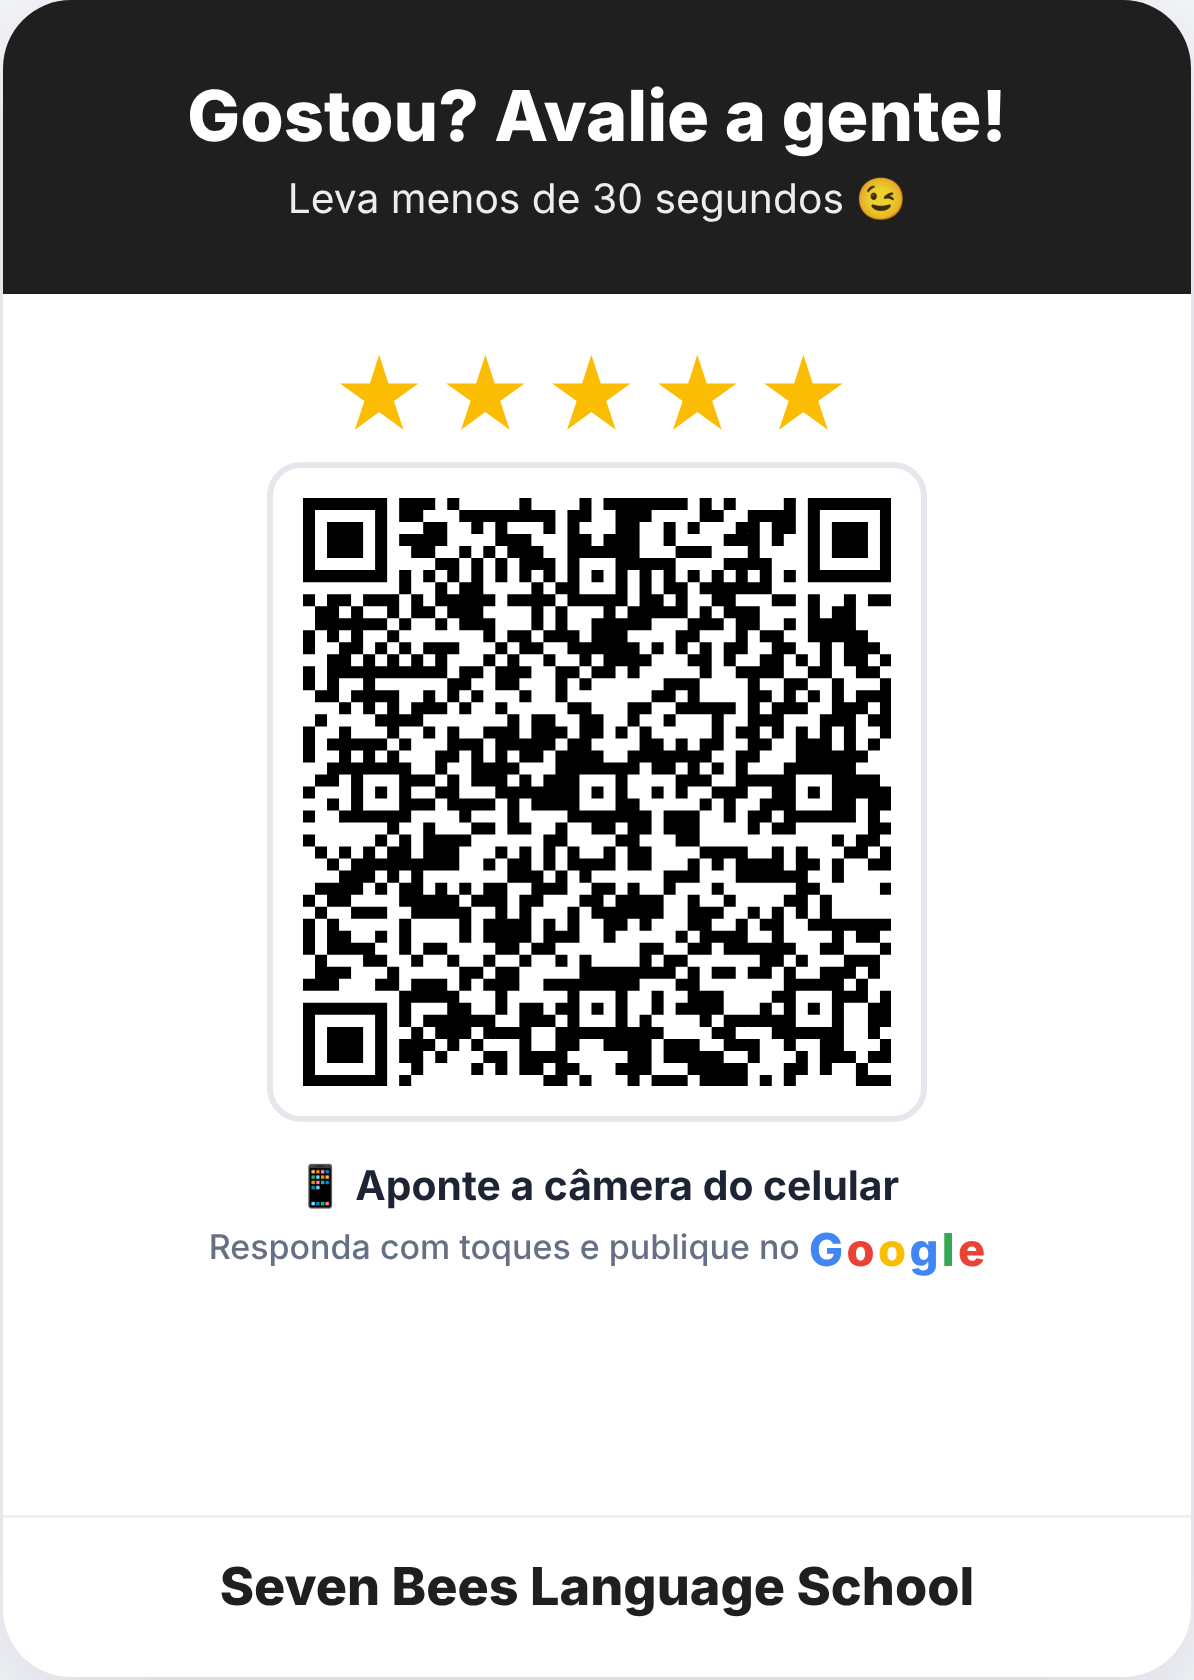 Gostou? Avalie a gente!
Leva menos de 30 segundos 😉
Aponte a câmera do celular
Responda com toques e publique no Google
Seven Bees Language School